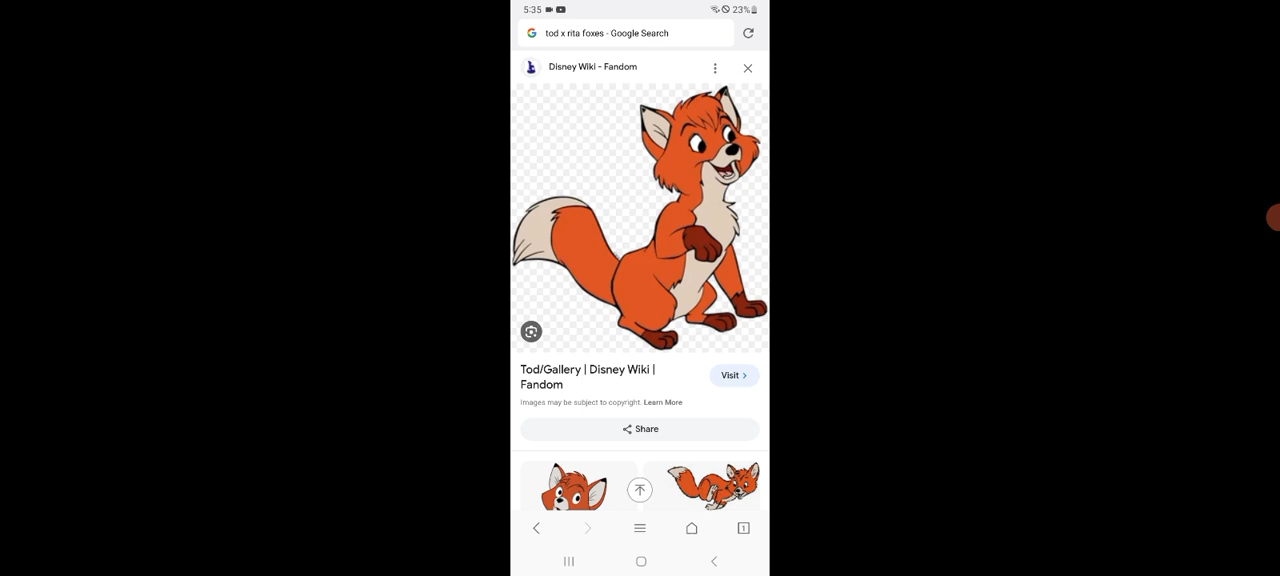 5:35 23%
tod x rita foxes - Google Search
Disney Wiki - Fandom
Tod/Gallery | Disney Wiki |
Fandom
Visit
Images may be subject to copyright. Learn More
Share
1